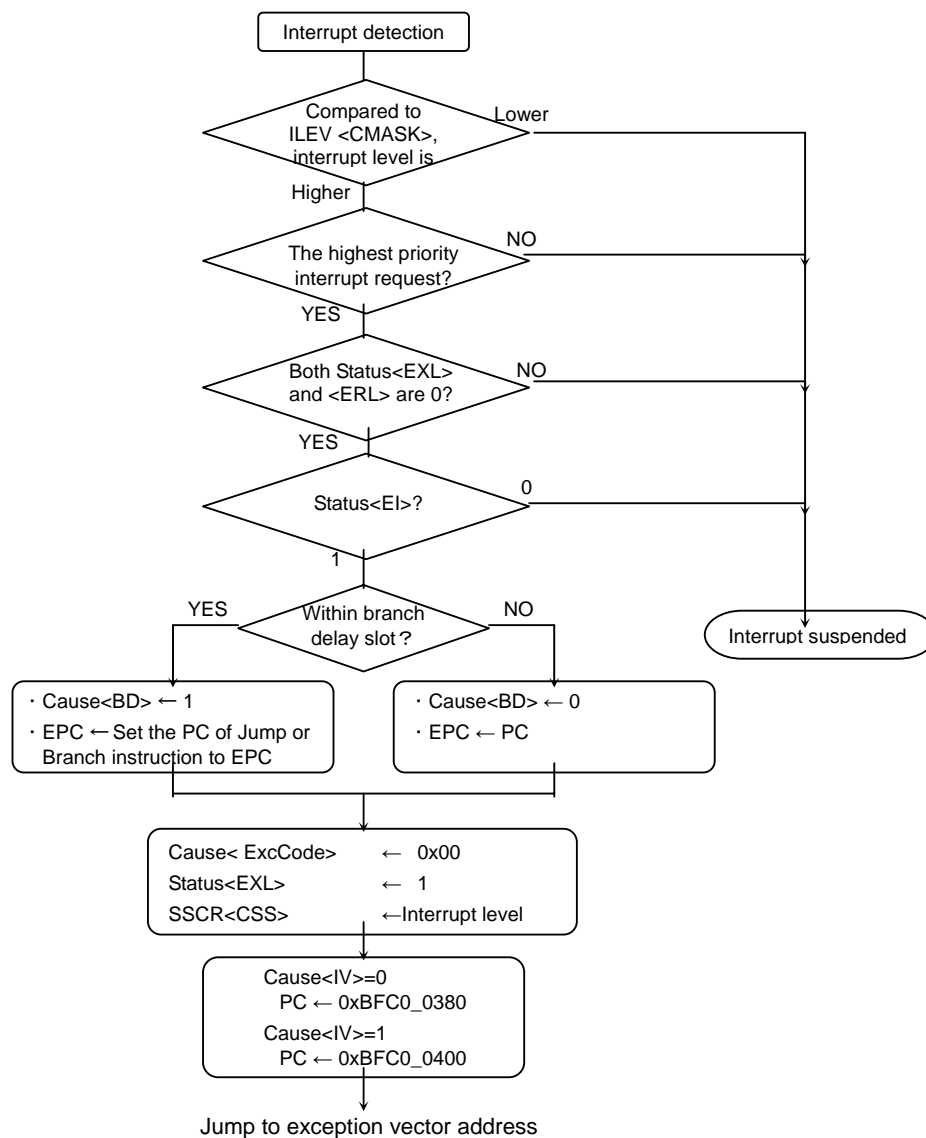 Interrupt detection
Compared to
ILEV <CMASK>,
interrupt level is
Lower
Higher
The highest priority
interrupt request?
NO
YES
Both Status<EXL>
and <ERL> are 0?
NO
YES
Status<EI>?
0
1
Within branch
delay slot?
YES
NO
Interrupt suspended
· Cause<BD> ← 1
· EPC ← Set the PC of Jump or
Branch instruction to EPC
· Cause<BD> ← 0
· EPC ← PC
Cause< ExcCode> ← 0x00
Status<EXL> ← 1
SSCR<CSS> ←Interrupt level
Cause<IV>=0
PC ← 0xBFC0_0380
Cause<IV>=1
PC ← 0xBFC0_0400
Jump to exception vector address